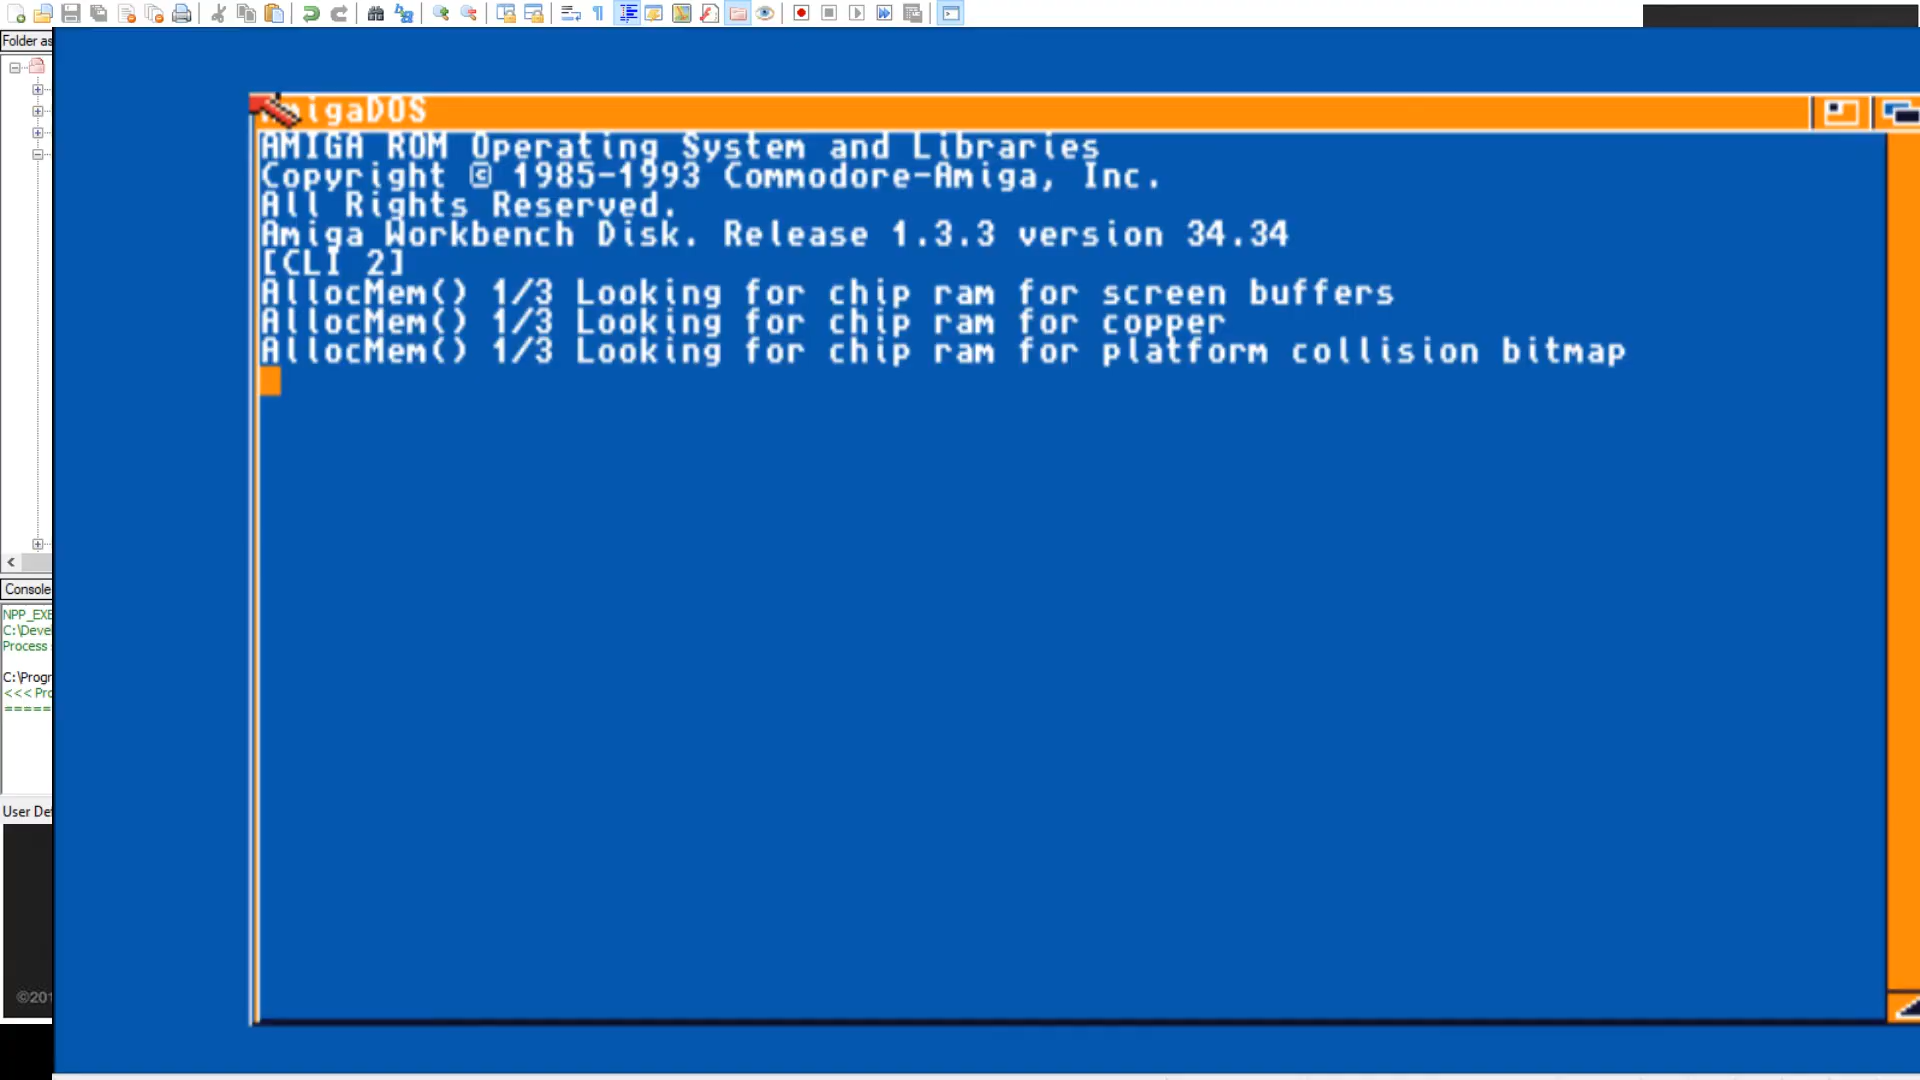 Folder as
AmigaDOS
AMIGA ROM Operating System and Libraries
Copyright © 1985-1993 Commodore-Amiga, Inc.
All Rights Reserved.
Amiga Workbench Disk. Release 1.3.3 version 34.34
[CLI 2]
AllocMem() 1/3 Looking for chip ram for screen buffers
AllocMem() 1/3 Looking for chip ram for copper
AllocMem() 1/3 Looking for chip ram for platform collision bitmap
Console
NPP_EXE
C:\Deve
Process
C:\Progr
<<< Pro
=====
User De
©201